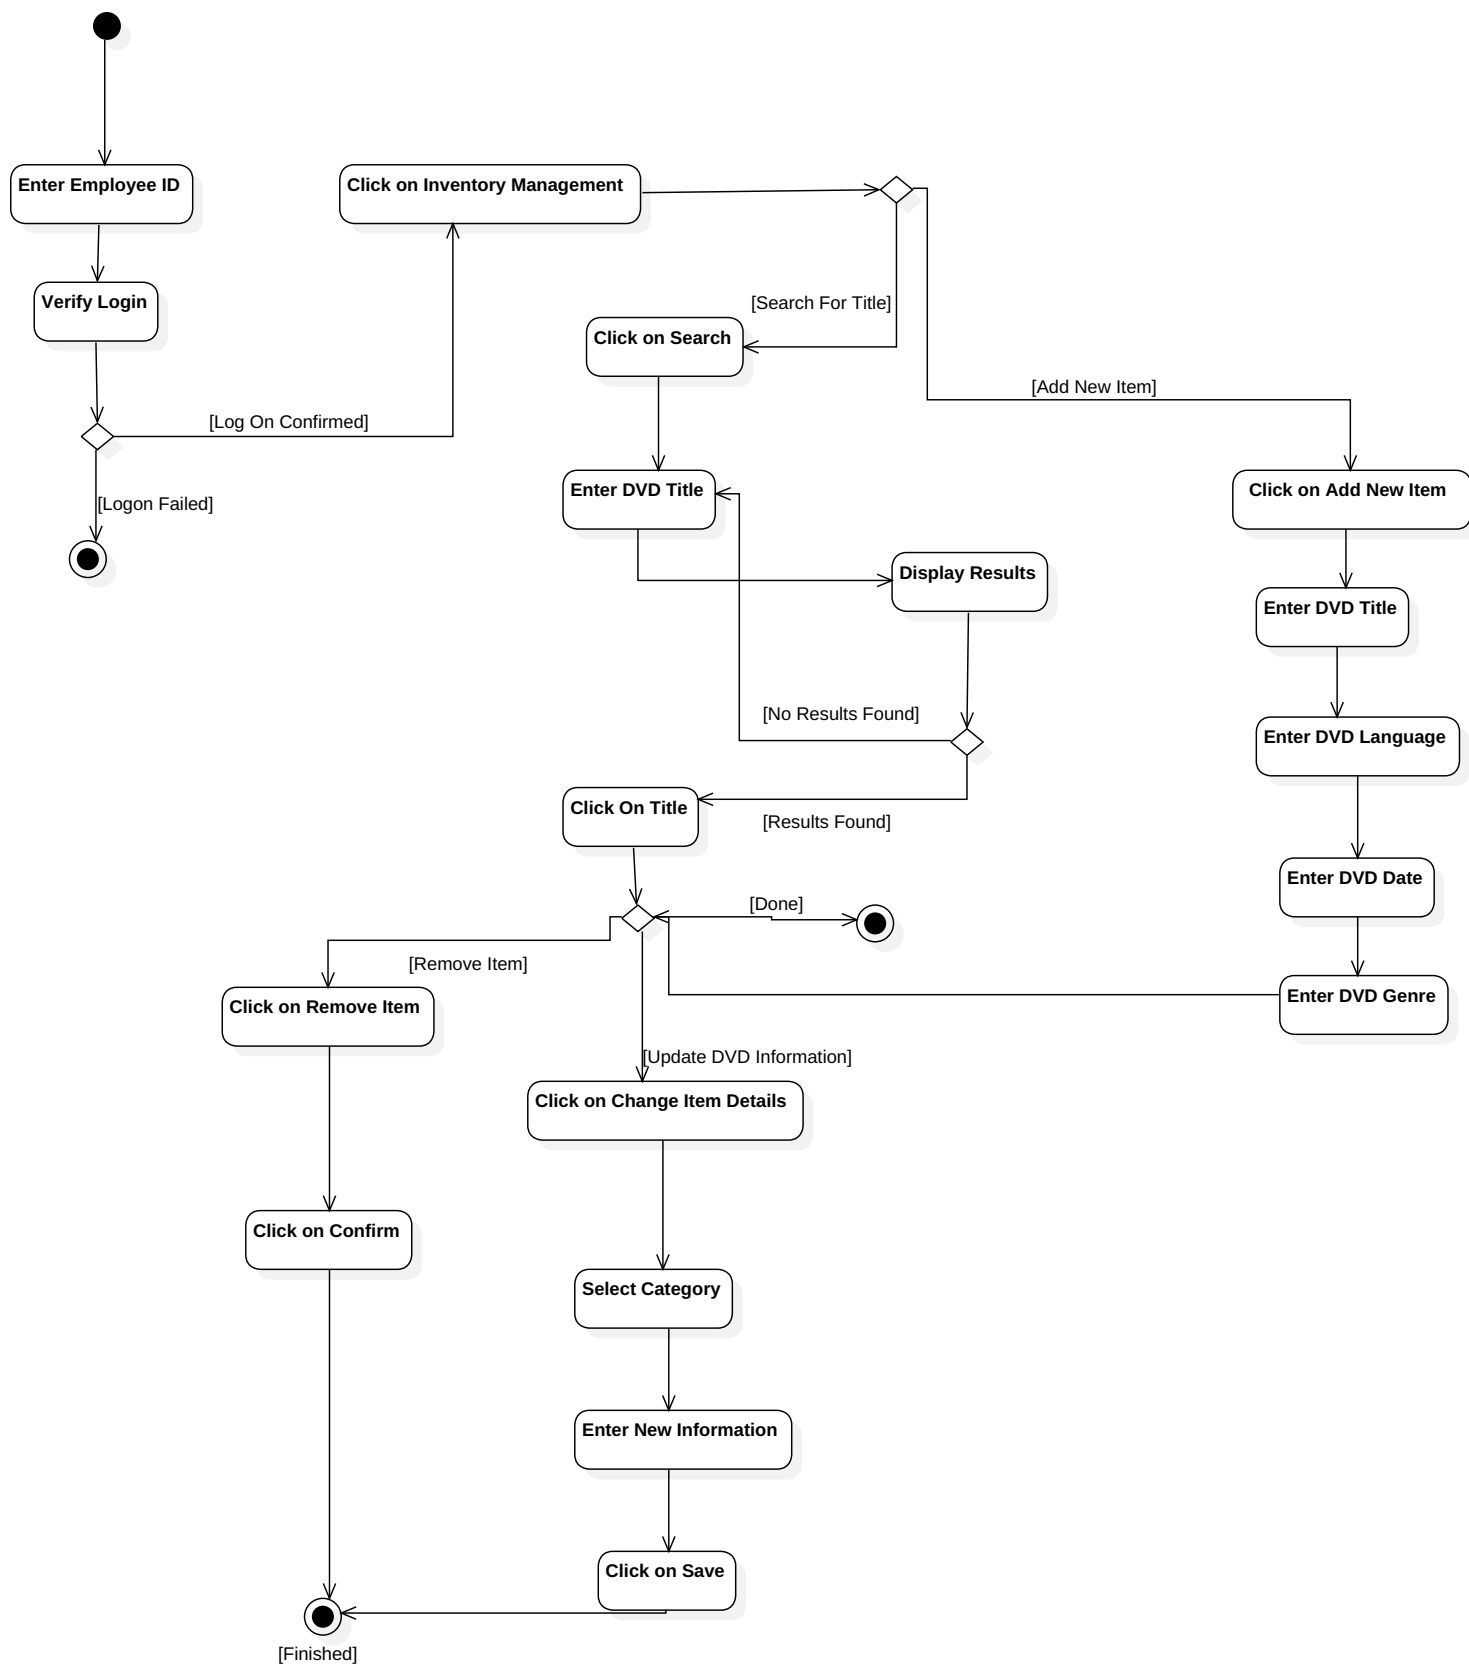 Enter Employee ID
Click on Inventory Management
Verify Login
[Search For Title]
Click on Search
[Add New Item]
[Log On Confirmed]
Enter DVD Title
Click on Add New Item
[Logon Failed]
Display Results
Enter DVD Title
[No Results Found]
Enter DVD Language
Click On Title
[Results Found]
Enter DVD Date
[Done]
[Remove Item]
Enter DVD Genre
Click on Remove Item
[Update DVD Information]
Click on Change Item Details
Click on Confirm
Select Category
Enter New Information
Click on Save
[Finished]